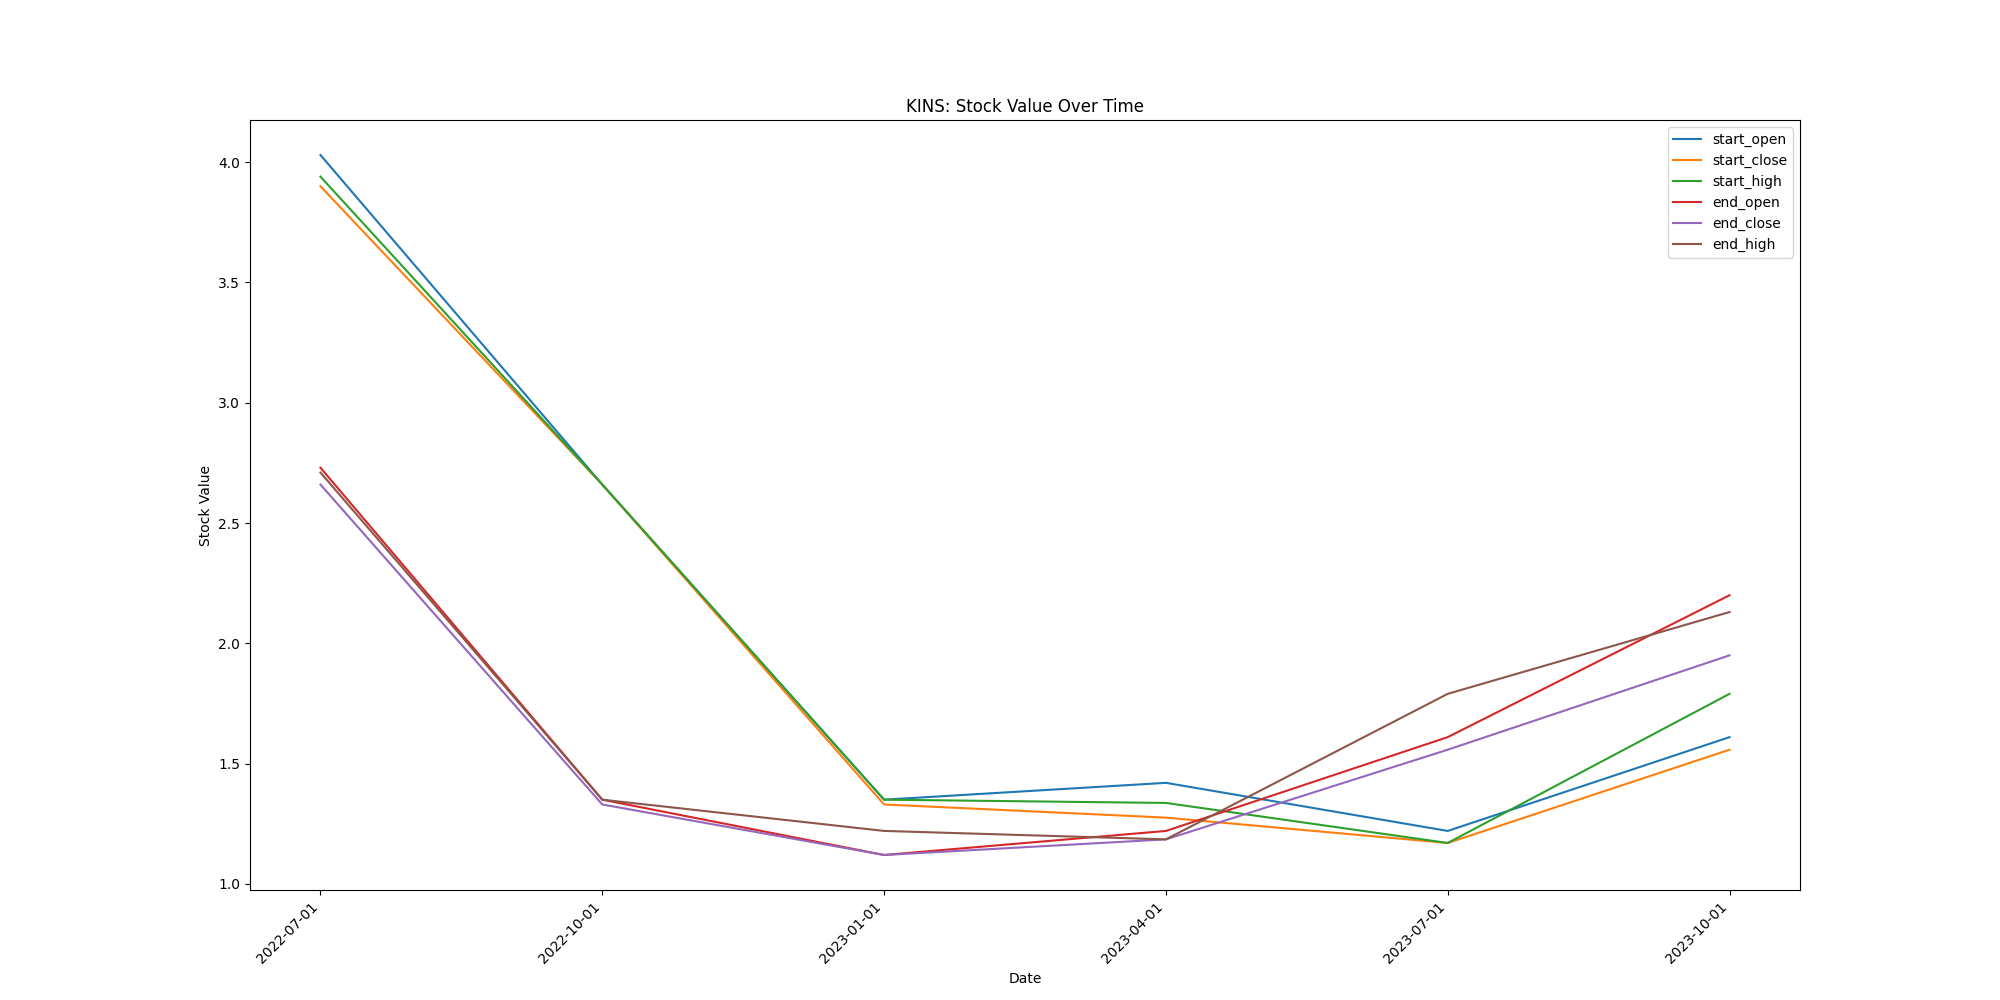 KINS: Stock Value Over Time
start_open
start_close
start_high
end_open
end_close
end_high
Stock Value
4.0
3.5
3.0
2.5
2.0
1.5
1.0
2022-07-01
2022-10-01
2023-01-01
2023-04-01
2023-07-01
2023-10-01
Date